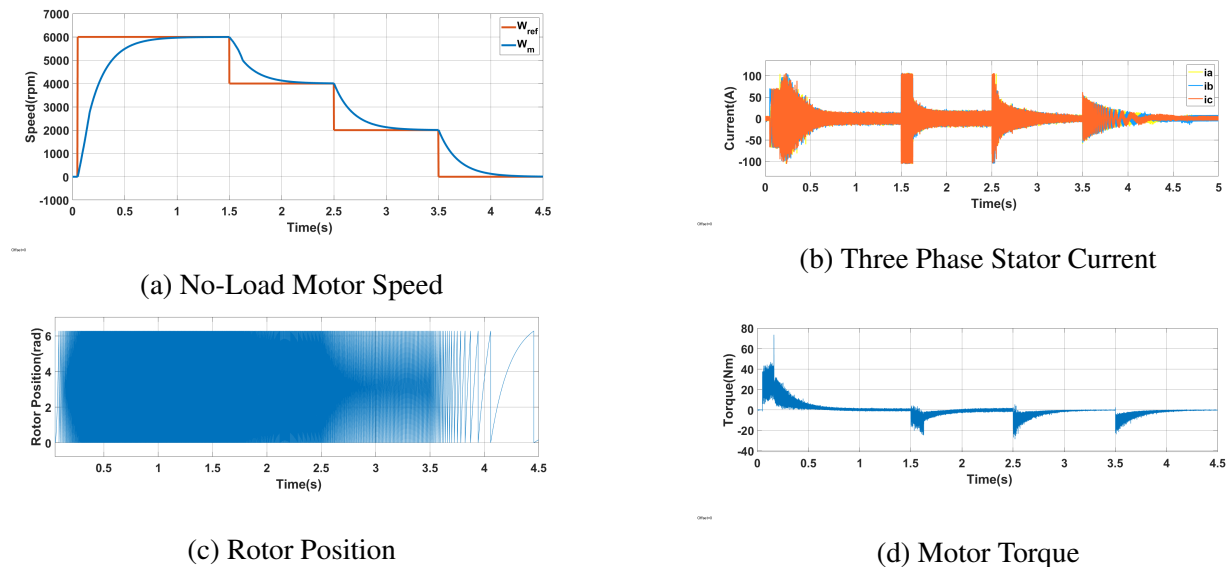 W_ref
W_m
7000
6000
5000
4000
3000
2000
1000
0
-1000
Speed(rpm)
0 0.5 1 1.5 2 2.5 3 3.5 4 4.5
Time(s)
Offset=0
(a) No-Load Motor Speed
ia
ib
ic
100
50
0
-50
-100
Current(A)
0 0.5 1 1.5 2 2.5 3 3.5 4 4.5 5
Time(s)
Offset=0
(b) Three Phase Stator Current
6
4
2
0
Rotor Position(rad)
0.5 1 1.5 2 2.5 3 3.5 4 4.5
Time(s)
(c) Rotor Position
80
60
40
20
0
-20
-40
Torque(Nm)
0 0.5 1 1.5 2 2.5 3 3.5 4 4.5
Time(s)
Offset=0
(d) Motor Torque